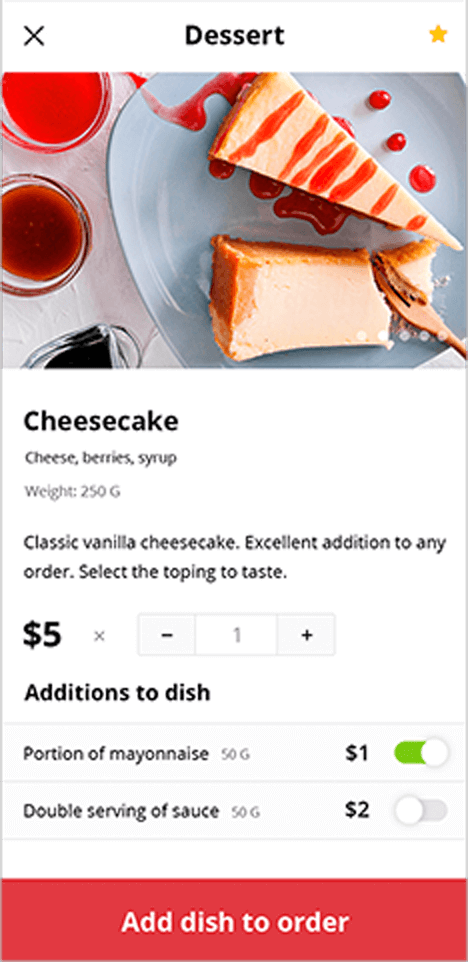 Dessert
Cheesecake
Cheese, berries, syrup
Weight: 250 G
Classic vanilla cheesecake. Excellent addition to any
order. Select the toping to taste.
$5 × − 1 +
Additions to dish
Portion of mayonnaise 50 G $1
Double serving of sauce 50 G $2
Add dish to order